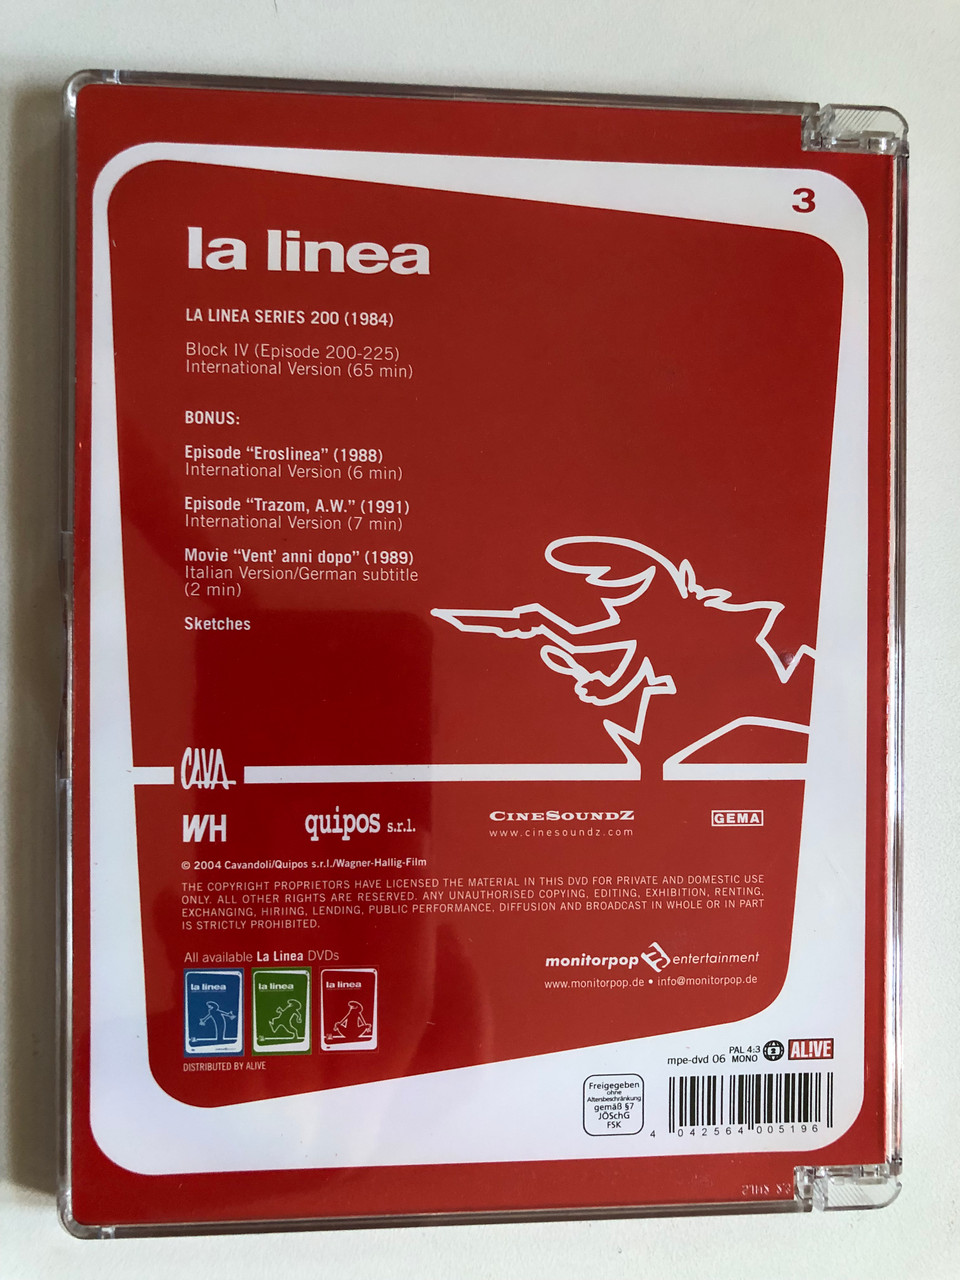 3
la linea
LA LINEA SERIES 200 (1984)
Block IV (Episode 200-225)
International Version (65 min)
BONUS:
Episode “Eroslinea” (1988)
International Version (6 min)
Episode “Trazom, A.W.” (1991)
International Version (7 min)
Movie “Vent’ anni dopo” (1989)
Italian Version/German subtitle
(2 min)
Sketches
CAVA
WH
quipos s.r.l.
CINESOUNDZ
www.cinesoundz.com
GEMA
© 2004 Cavandoli/Quipos s.r.l./Wagner-Hallig-Film
THE COPYRIGHT PROPRIETORS HAVE LICENSED THE MATERIAL IN THIS DVD FOR PRIVATE AND DOMESTIC USE
ONLY. ALL OTHER RIGHTS ARE RESERVED. ANY UNAUTHORISED COPYING, EDITING, EXHIBITION, RENTING,
EXCHANGING, HIRIING, LENDING, PUBLIC PERFORMANCE, DIFFUSION AND BROADCAST IN WHOLE OR IN PART
IS STRICTLY PROHIBITED.
All available La Linea DVDs
la linea
la linea
la linea
DISTRIBUTED BY ALIVE
monitorpop entertainment
www.monitorpop.de • info@monitorpop.de
mpe-dvd 06
PAL 4:3
MONO
2
AL!VE
Freigegeben
ohne
Altersbeschränkung
gemäß §7
JÖSchG
FSK
4 042564 005196